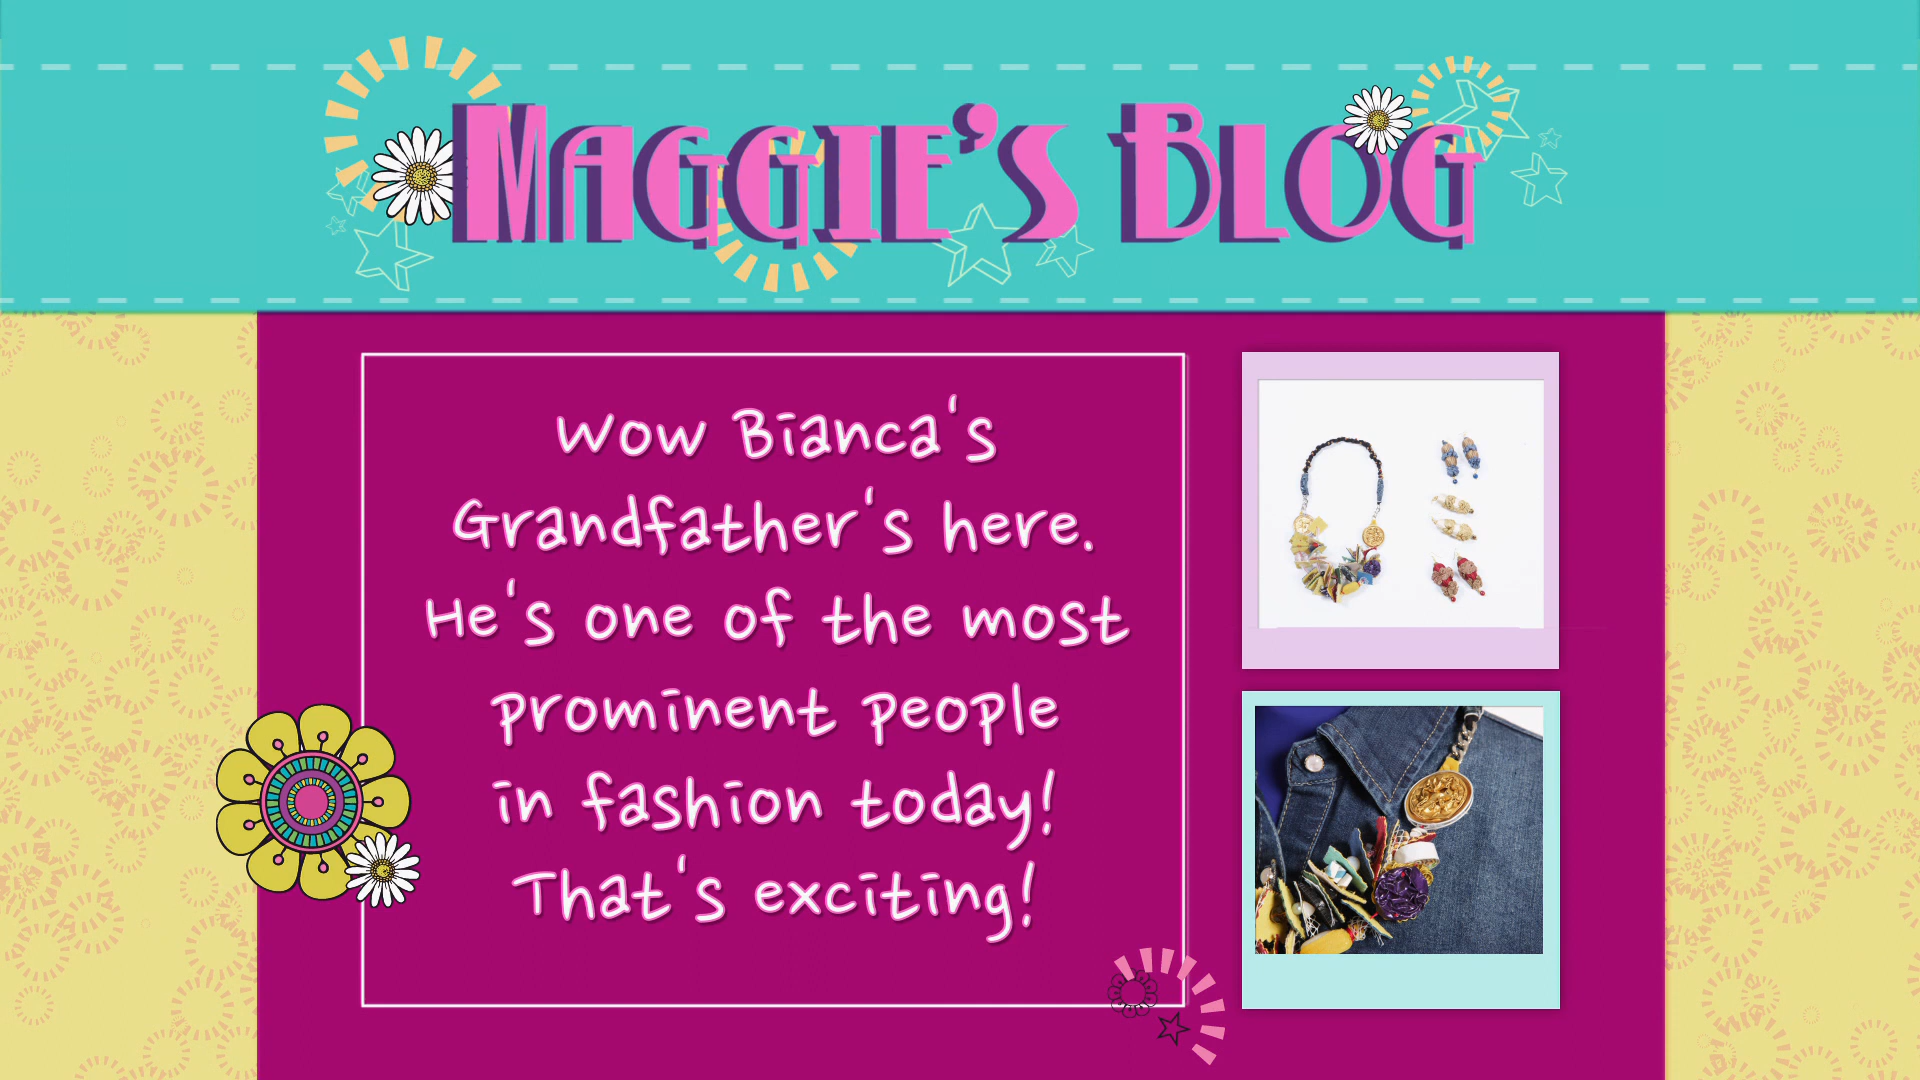 Maggie's Blog
Wow Bianca's
Grandfather's here.
He's one of the most
prominent people
in fashion today!
That's exciting!